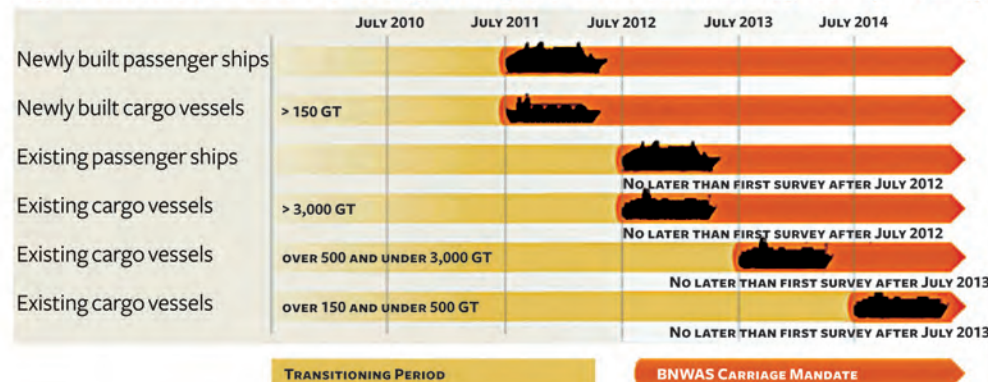 July 2010 July 2011 July 2012 July 2013 July 2014
Newly built passenger ships
Newly built cargo vessels > 150 GT
Existing passenger ships
No later than first survey after July 2012
Existing cargo vessels > 3,000 GT
No later than first survey after July 2012
Existing cargo vessels over 500 and under 3,000 GT
No later than first survey after July 2013
Existing cargo vessels over 150 and under 500 GT
No later than first survey after July 2013
Transitioning Period BNWAS Carriage Mandate